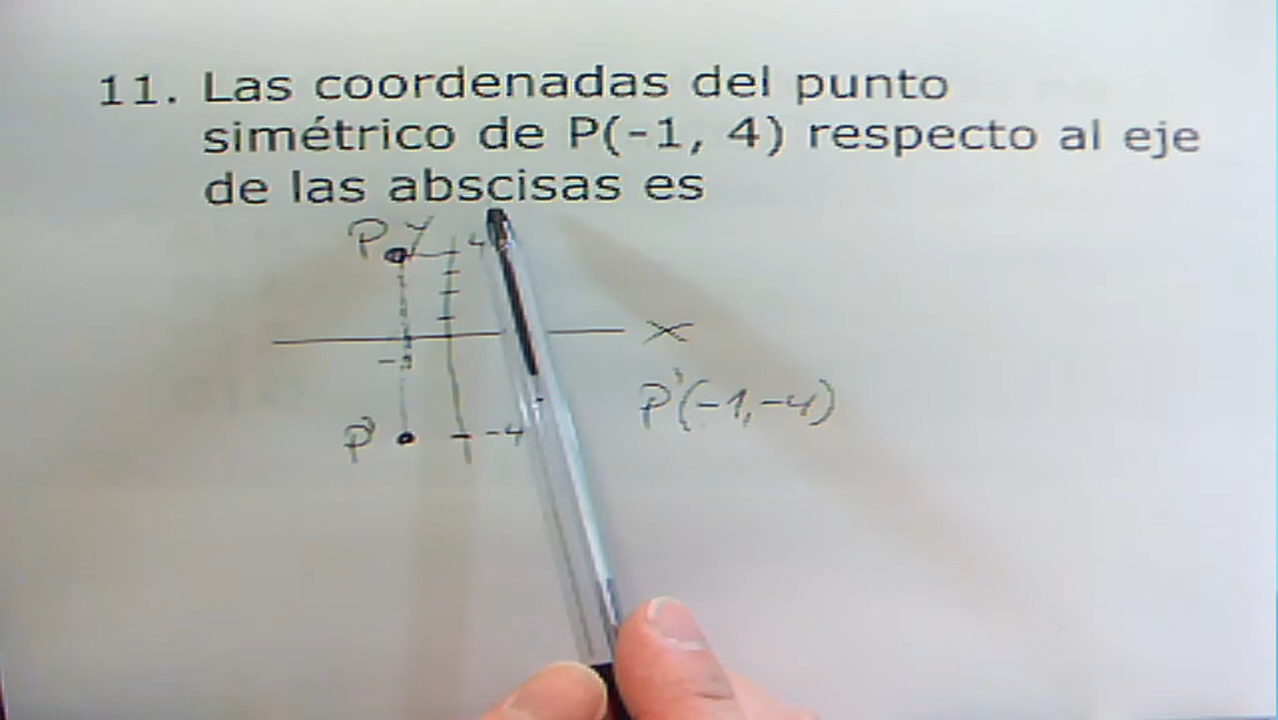 11. Las coordenadas del punto
simétrico de P(-1, 4) respecto al eje
de las abscisas es
P Y 4
X
P'(-1,-4)
P' -4